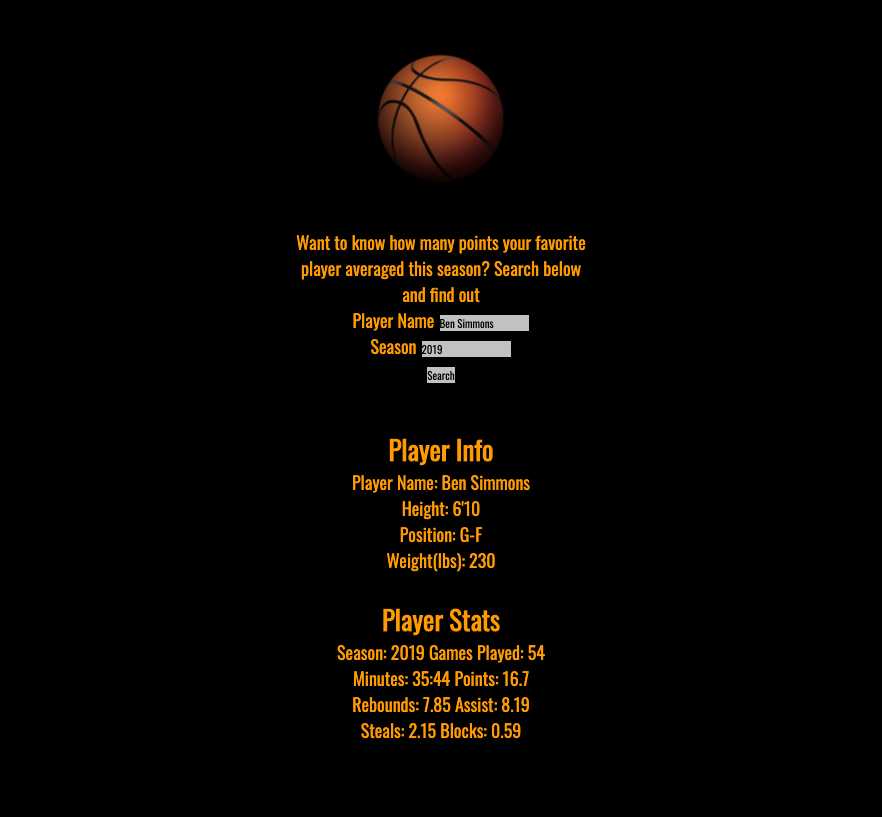 Want to know how many points your favorite
player averaged this season? Search below
and find out
Player Name Ben Simmons
Season 2019
Search
Player Info
Player Name: Ben Simmons
Height: 6'10
Position: G-F
Weight(lbs): 230
Player Stats
Season: 2019 Games Played: 54
Minutes: 35:44 Points: 16.7
Rebounds: 7.85 Assist: 8.19
Steals: 2.15 Blocks: 0.59